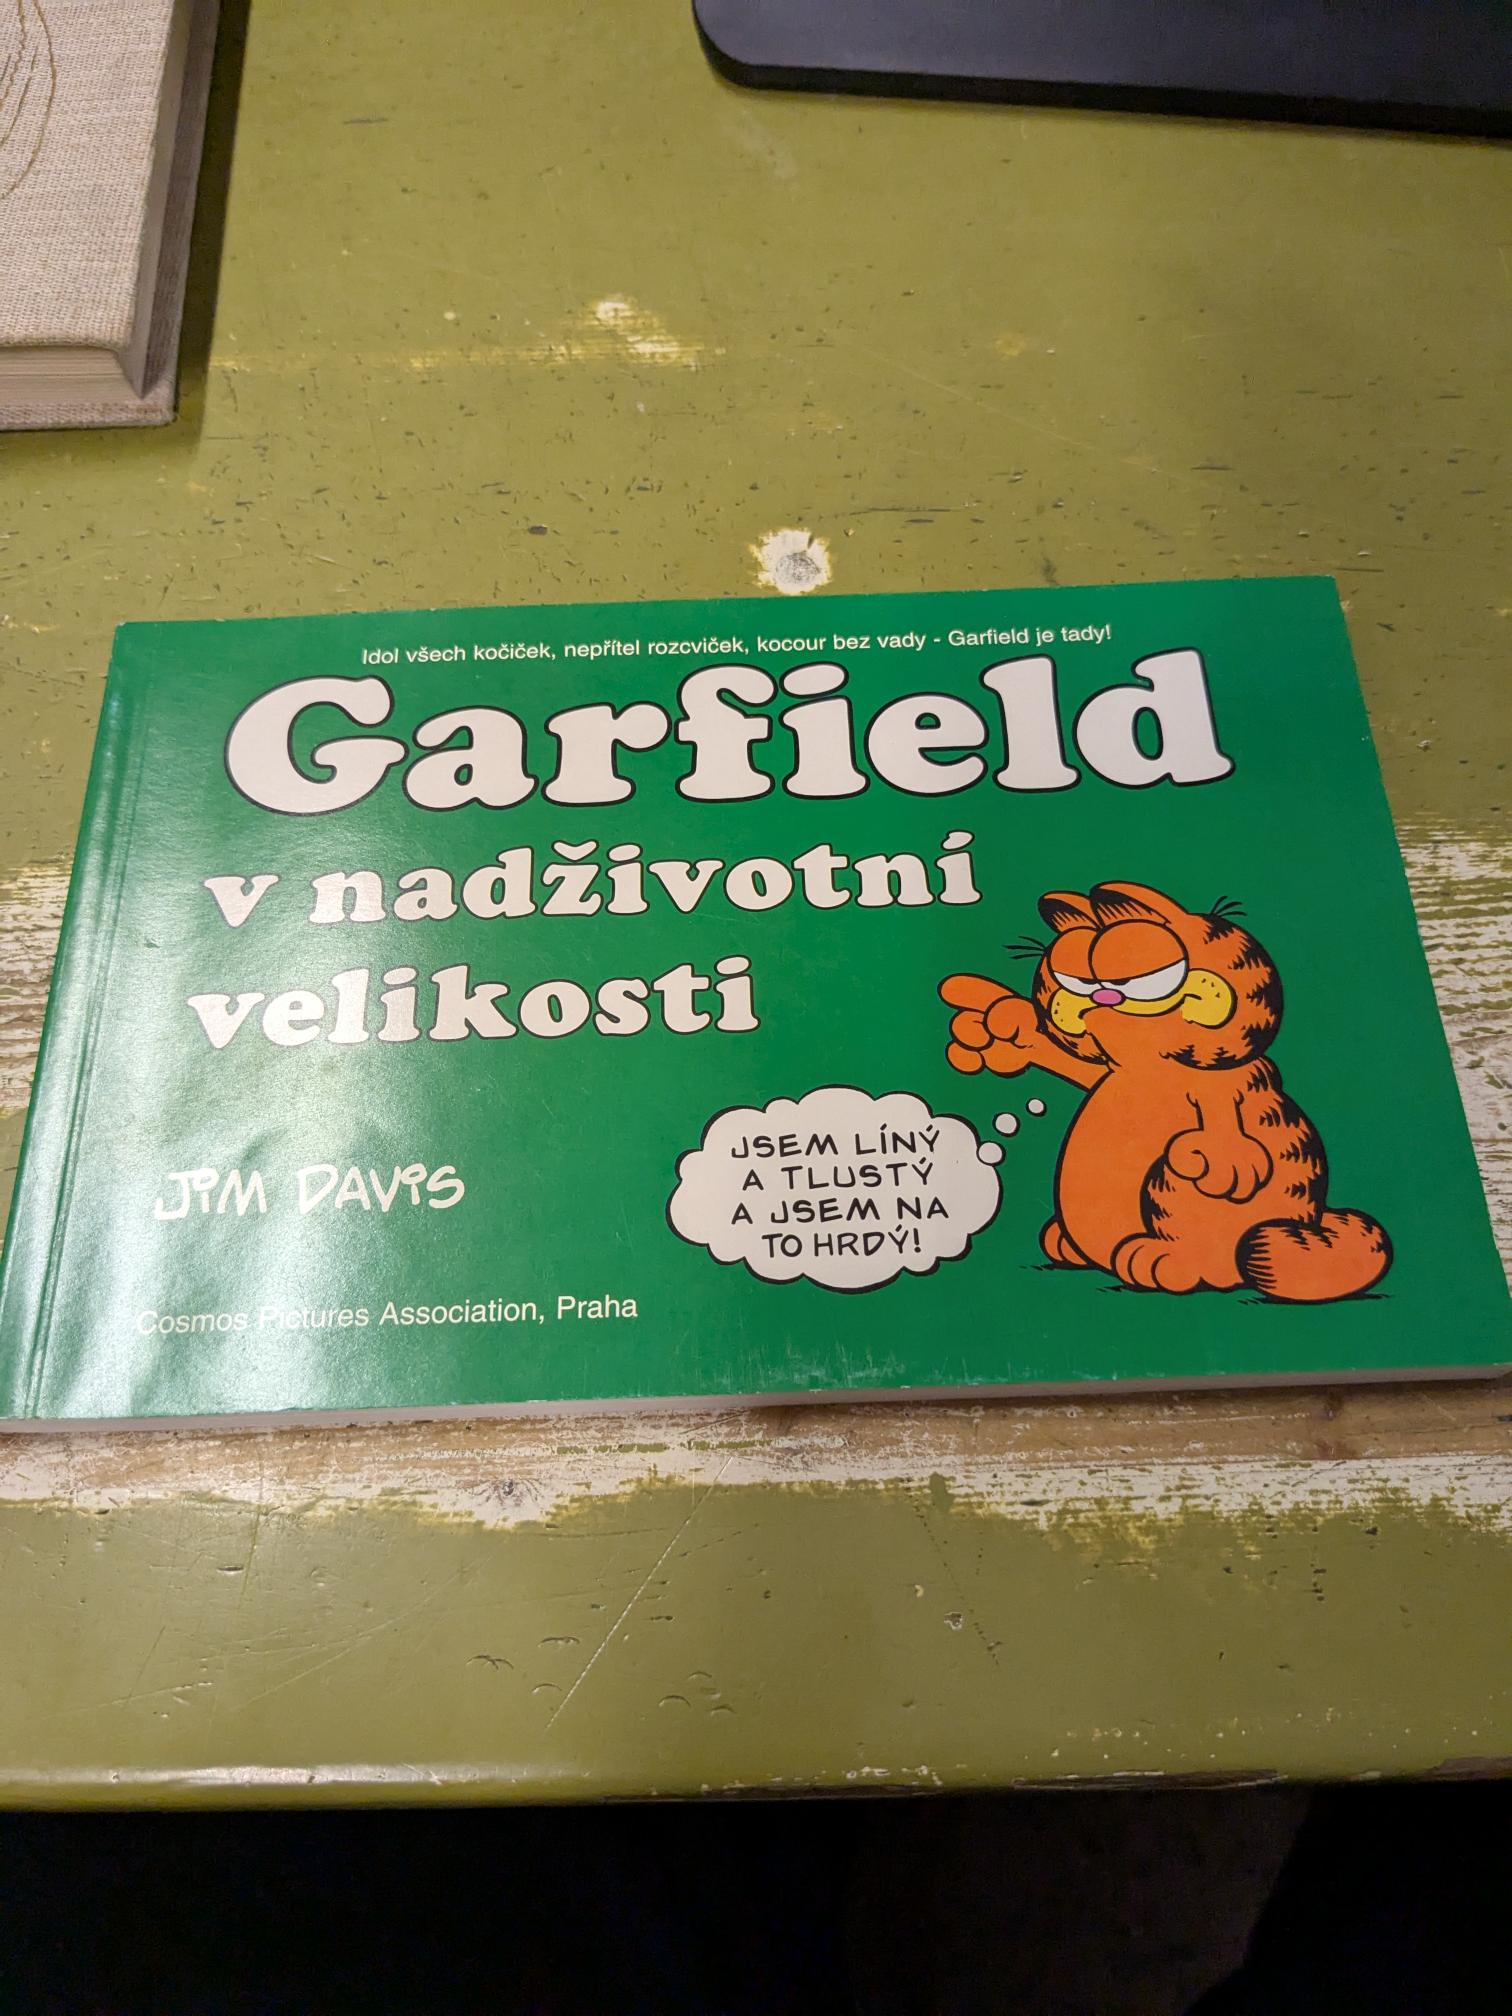 Idol všech kočiček, nepřítel rozcviček, kocour bez vady - Garfield je tady!
Garfield
v nadživotní
velikosti
JIM DAVIS
JSEM LÍNÝ
A TLUSTÝ
A JSEM NA
TO HRDÝ!
Cosmos Pictures Association, Praha